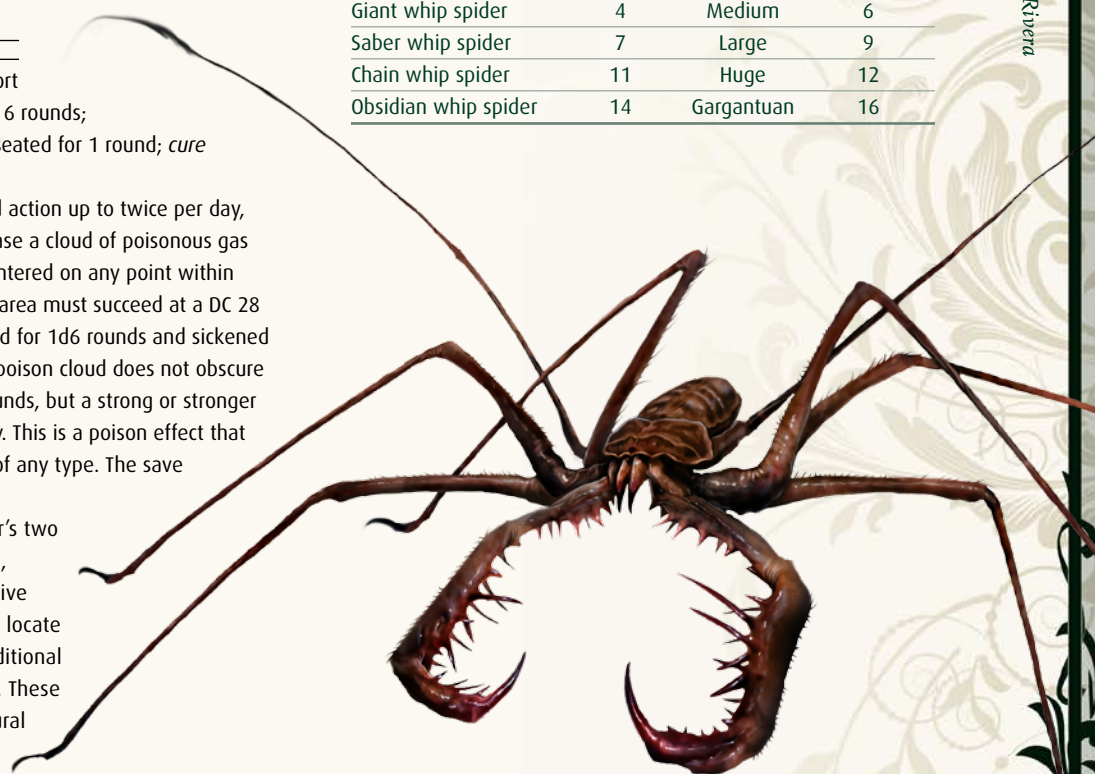 ort
6 rounds;
seated for 1 round; cure
action up to twice per day,
ase a cloud of poisonous gas
ntered on any point within
area must succeed at a DC 28
d for 1d6 rounds and sickened
poison cloud does not obscure
unds, but a strong or stronger
y. This is a poison effect that
of any type. The save
r's two
,
ive
locate
ditional
. These
ural
Giant whip spider 4 Medium 6
Saber whip spider 7 Large 9
Chain whip spider 11 Huge 12
Obsidian whip spider 14 Gargantuan 16
Rivera